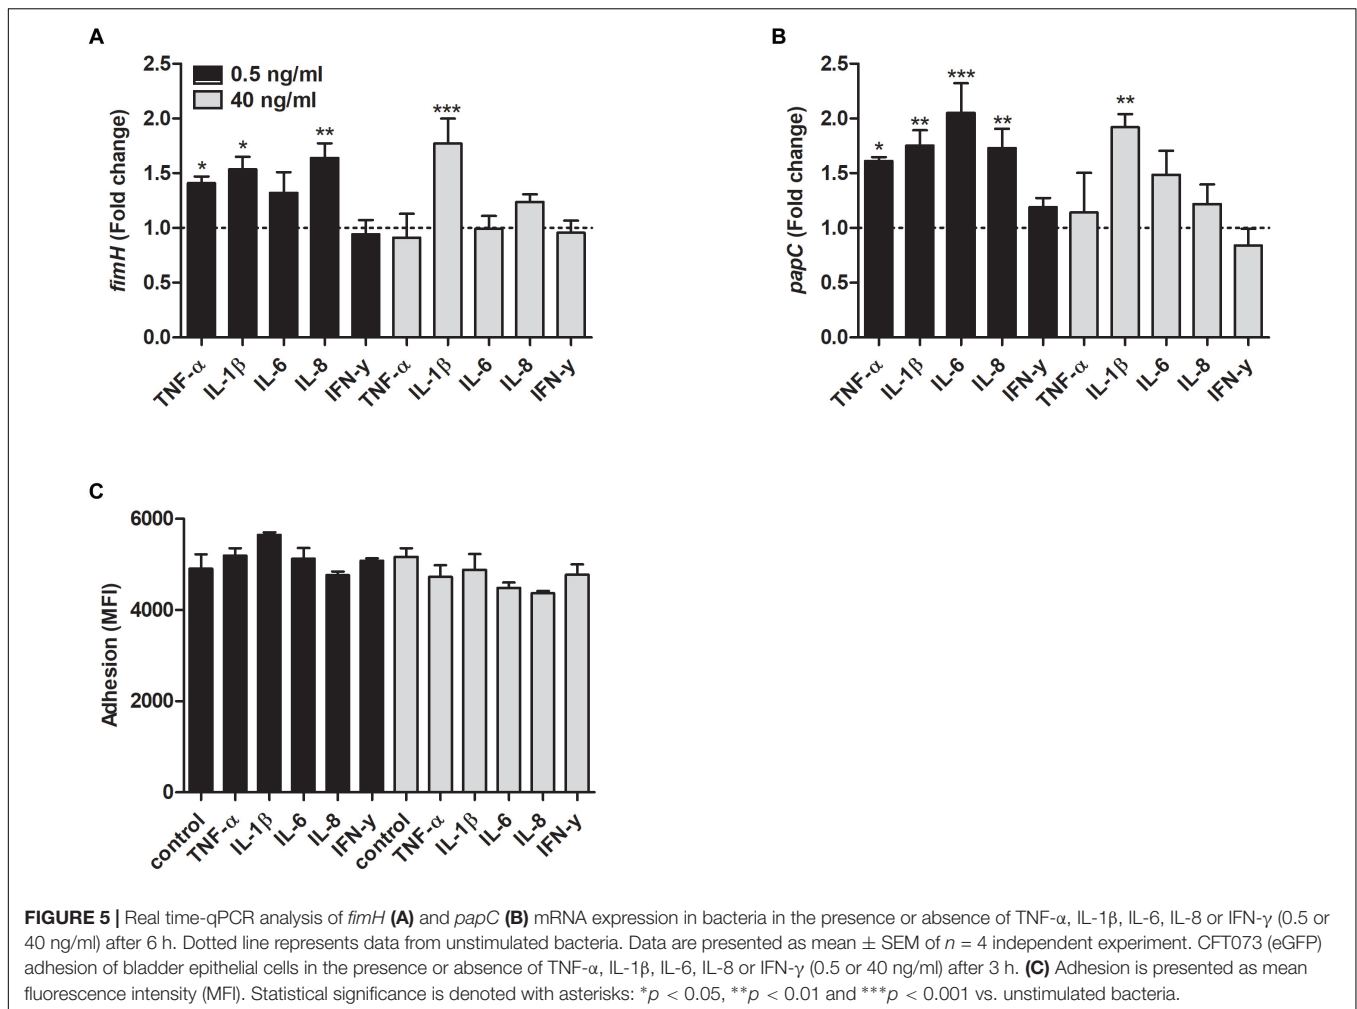 A
fimH (Fold change)
2.5
2.0
1.5
1.0
0.5
0.0
0.5 ng/ml
40 ng/ml
* * ** ***
TNF-α IL-1β IL-6 IL-8 IFN-y TNF-α IL-1β IL-6 IL-8 IFN-y
B
papC (Fold change)
2.5
2.0
1.5
1.0
0.5
0.0
* ** *** ** **
TNF-α IL-1β IL-6 IL-8 IFN-y TNF-α IL-1β IL-6 IL-8 IFN-y
C
Adhesion (MFI)
6000
4000
2000
0
control TNF-α IL-1β IL-6 IL-8 IFN-y control TNF-α IL-1β IL-6 IL-8 IFN-y
FIGURE 5 | Real time-qPCR analysis of fimH (A) and papC (B) mRNA expression in bacteria in the presence or absence of TNF-α, IL-1β, IL-6, IL-8 or IFN-γ (0.5 or
40 ng/ml) after 6 h. Dotted line represents data from unstimulated bacteria. Data are presented as mean ± SEM of n = 4 independent experiment. CFT073 (eGFP)
adhesion of bladder epithelial cells in the presence or absence of TNF-α, IL-1β, IL-6, IL-8 or IFN-γ (0.5 or 40 ng/ml) after 3 h. (C) Adhesion is presented as mean
fluorescence intensity (MFI). Statistical significance is denoted with asterisks: *p < 0.05, **p < 0.01 and ***p < 0.001 vs. unstimulated bacteria.